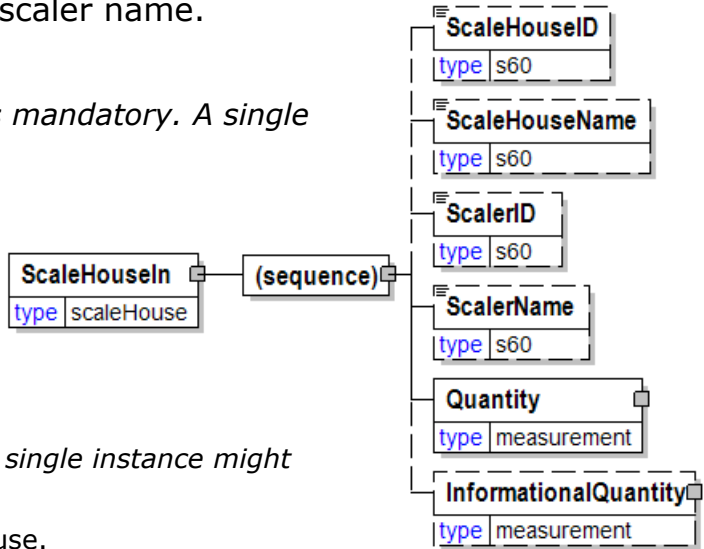 scaler name.
s mandatory. A single
single instance might
use.
ScaleHouseIn
type scaleHouse
(sequence)
ScaleHouseID
type s60
ScaleHouseName
type s60
ScalerID
type s60
ScalerName
type s60
Quantity
type measurement
InformationalQuantity
type measurement